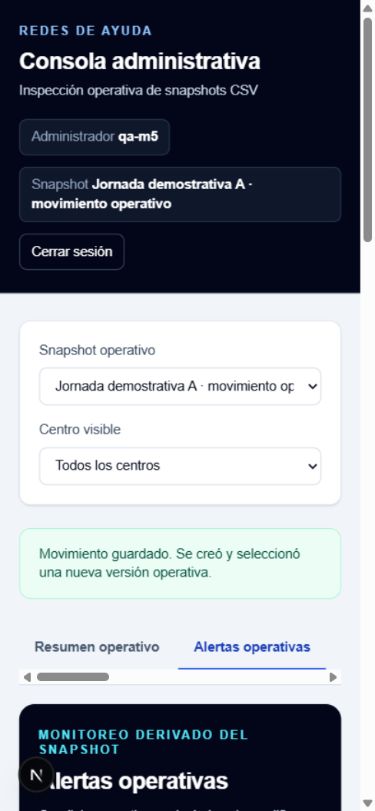 REDES DE AYUDA
Consola administrativa
Inspección operativa de snapshots CSV
Administrador qa-m5
Snapshot Jornada demostrativa A ·
movimiento operativo
Cerrar sesión
Snapshot operativo
Jornada demostrativa A · movimiento op
Centro visible
Todos los centros
Movimiento guardado. Se creó y seleccionó
una nueva versión operativa.
Resumen operativo Alertas operativas
MONITOREO DERIVADO DEL
SNAPSHOT
N
Alertas operativas